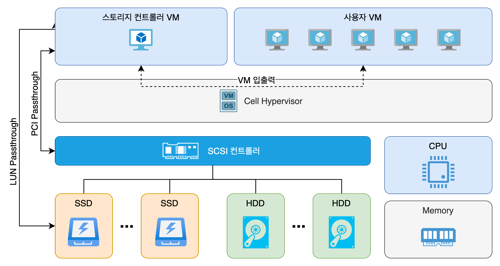 스토리지 컨트롤러 VM
사용자 VM
VM 입출력
VM
OS
Cell Hypervisor
LUN Passthrough
PCI Passthrough
SCSI 컨트롤러
CPU
SSD
SSD
HDD
HDD
Memory